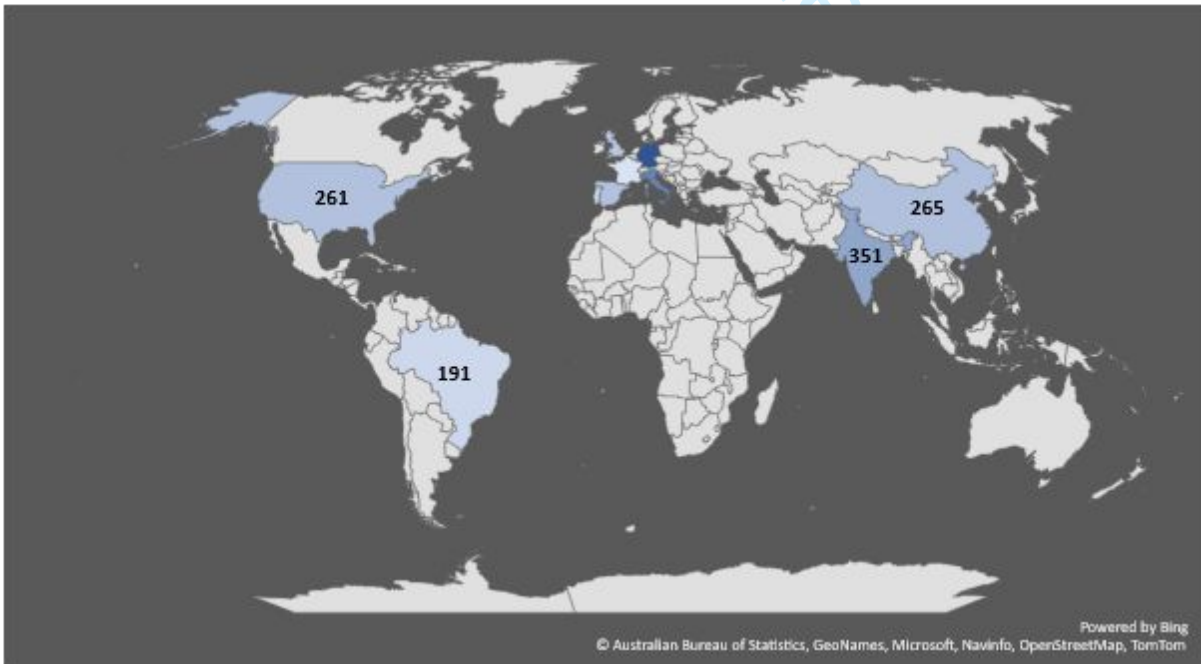 261
265
351
191
Powered by Bing
© Australian Bureau of Statistics, GeoNames, Microsoft, Navinfo, OpenStreetMap, TomTom